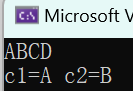 Microsoft V
ABCD
c1=A c2=B